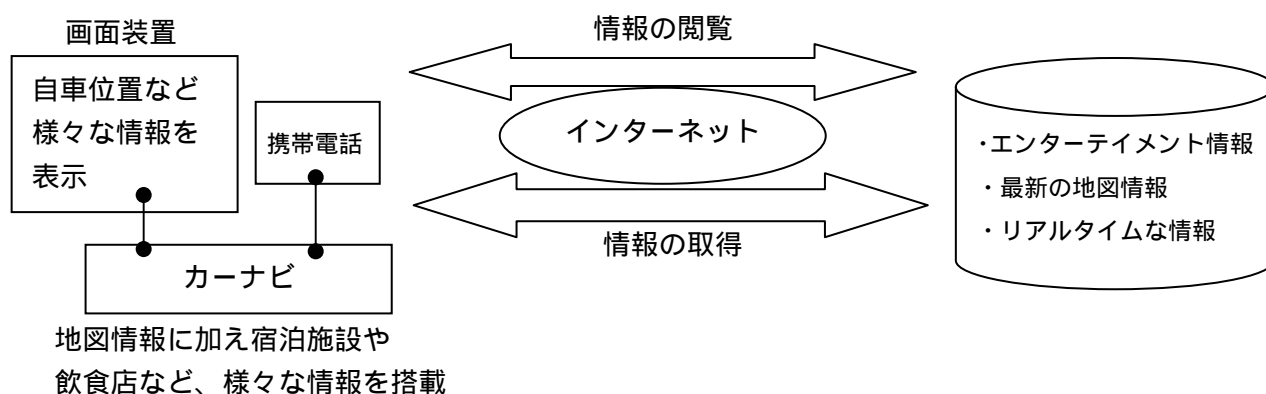 画面装置
自車位置など
様々な情報を
表示
携帯電話
カーナビ
地図情報に加え宿泊施設や
飲食店など、様々な情報を搭載
情報の閲覧
インターネット
情報の取得
・エンターテイメント情報
・最新の地図情報
・リアルタイムな情報